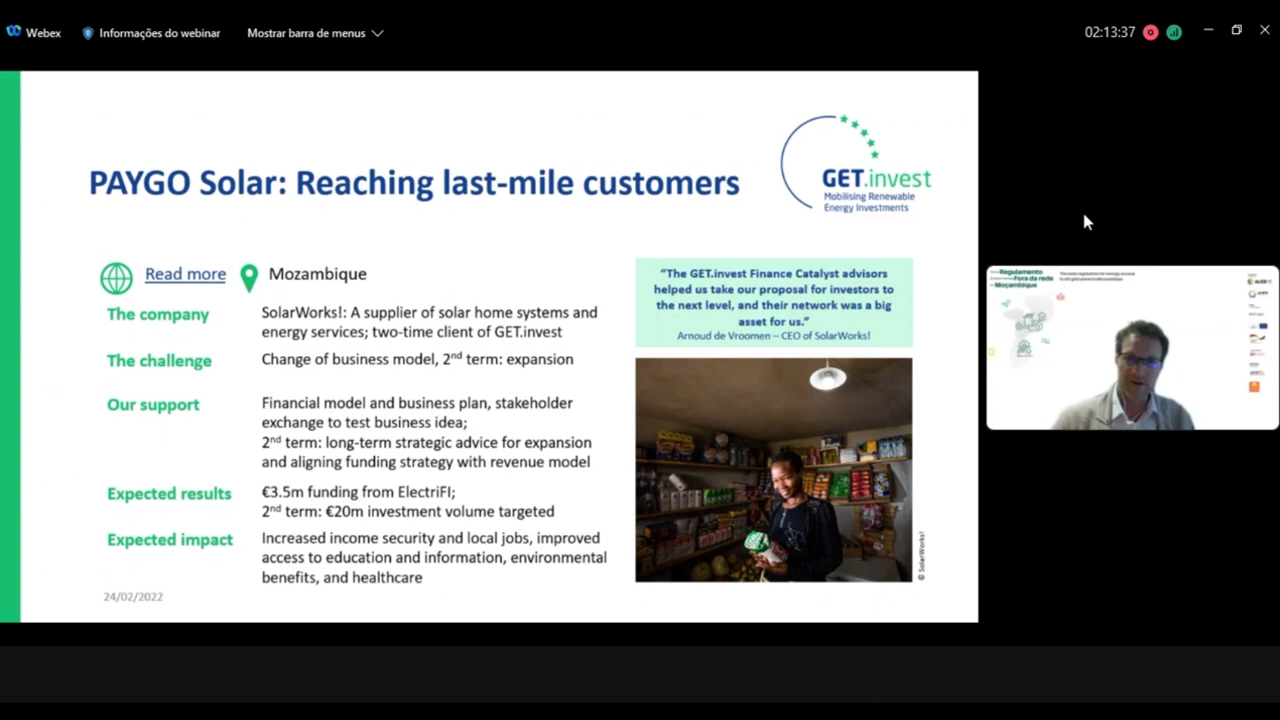 Webex
Informações do webinar
Mostrar barra de menus
02:13:37
PAYGO Solar: Reaching last-mile customers
GET.invest
Mobilising Renewable
Energy Investments
Read more
Mozambique
The company
SolarWorks!: A supplier of solar home systems and
energy services; two-time client of GET.invest
The challenge
Change of business model, 2nd term: expansion
Our support
Financial model and business plan, stakeholder
exchange to test business idea;
2nd term: long-term strategic advice for expansion
and aligning funding strategy with revenue model
Expected results
€3.5m funding from ElectriFI;
2nd term: €20m investment volume targeted
Expected impact
Increased income security and local jobs, improved
access to education and information, environmental
benefits, and healthcare
24/02/2022
“The GET.invest Finance Catalyst advisors
helped us take our proposal for investors to
the next level, and their network was a big
asset for us.”
Arnoud de Vroomen – CEO of SolarWorks!
© SolarWorks!
Regulamento
Fora da rede
Moçambique